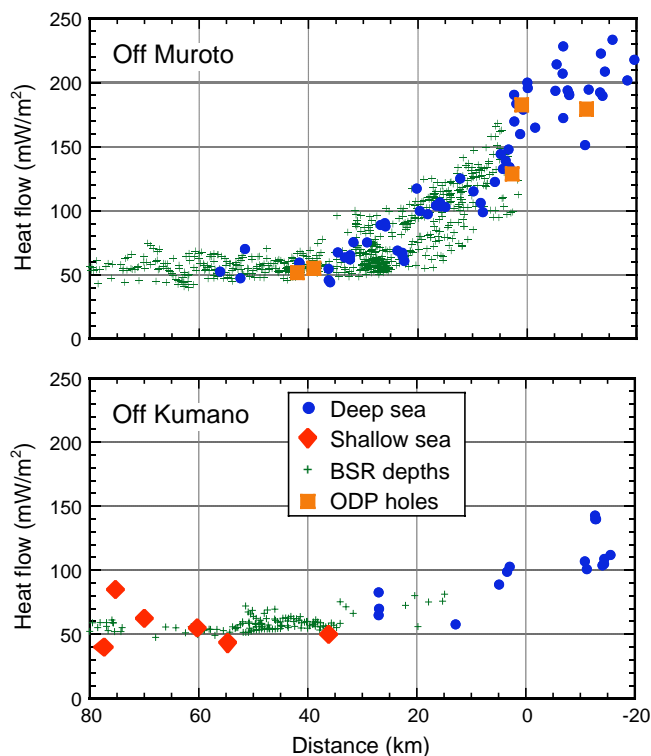 250
Off Muroto
200
150
100
50
0
Heat flow (mW/m²)
250
Off Kumano
Deep sea
Shallow sea
BSR depths
ODP holes
200
150
100
50
0
Heat flow (mW/m²)
80 60 40 20 0 -20
Distance (km)